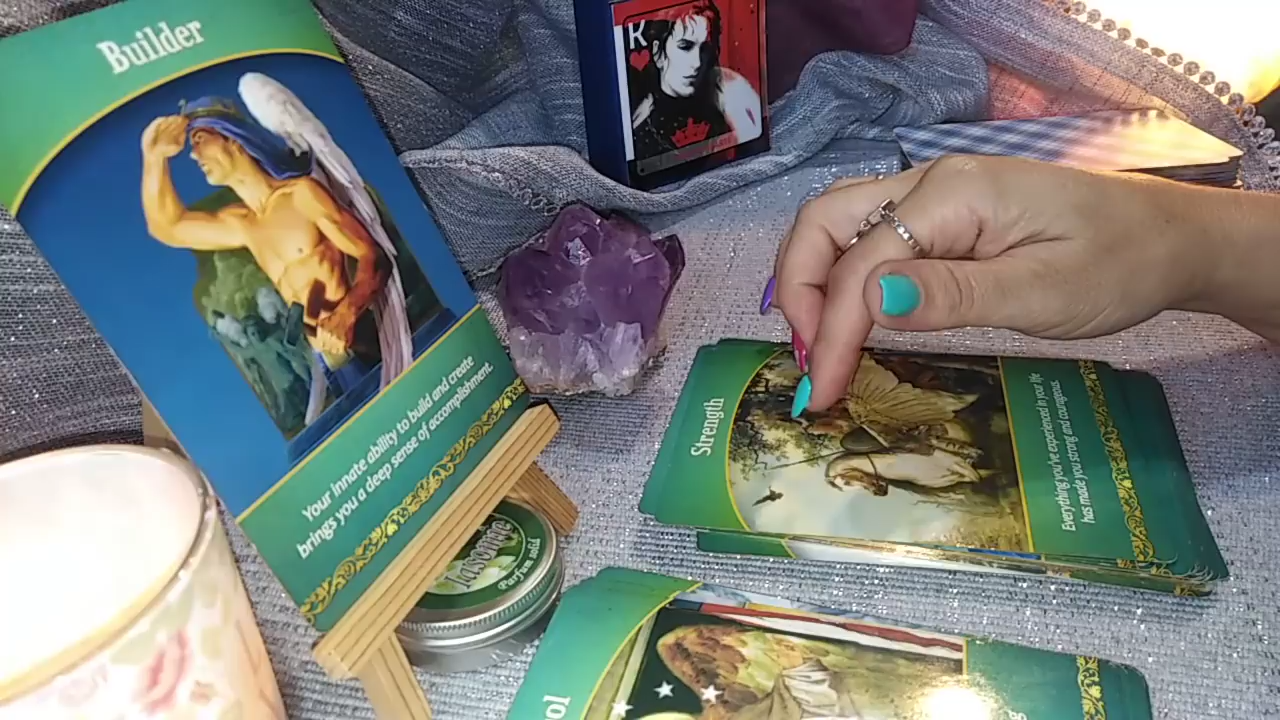 Builder
Your innate ability to build and create
brings you a deep sense of accomplishment.
K
Strength
Everything you've experienced in your life
has made you strong and courageous.
Parfum solid
ol